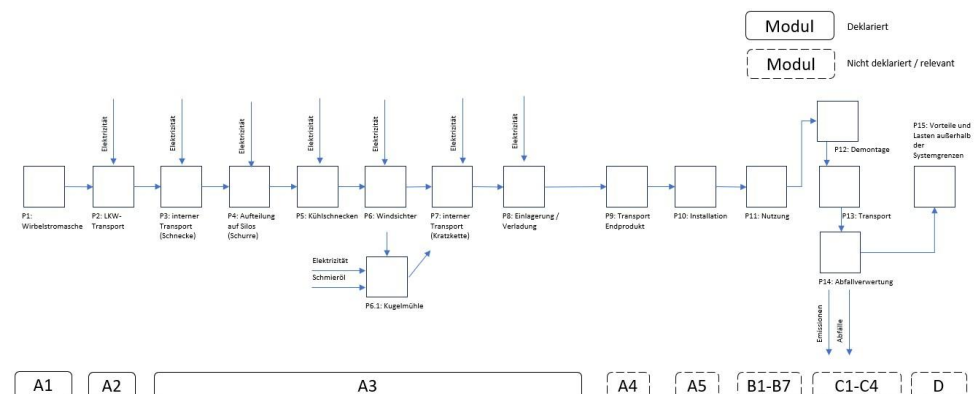 Modul
Deklariert
Modul
Nicht deklariert / relevant
Elektrizität
Elektrizität
Elektrizität
Elektrizität
Elektrizität
Elektrizität
Elektrizität
P15: Vorteile und
Lasten außerhalb
der
Systemgrenzen
P12: Demontage
P1:
Wirbelstromasche
P2: LKW-
Transport
P3: interner
Transport
(Schnecke)
P4: Aufteilung
auf Silos
(Schurre)
P5: Kühlschnecken
P6: Windsichter
P7: interner
Transport
(Kratzkette)
P8: Einlagerung /
Verladung
P9: Transport
Endprodukt
P10: Installation
P11: Nutzung
P13: Transport
Elektrizität
Schmieröl
P6.1: Kugelmühle
P14: Abfallverwertung
Emissionen
Abfälle
A1
A2
A3
A4
A5
B1-B7
C1-C4
D